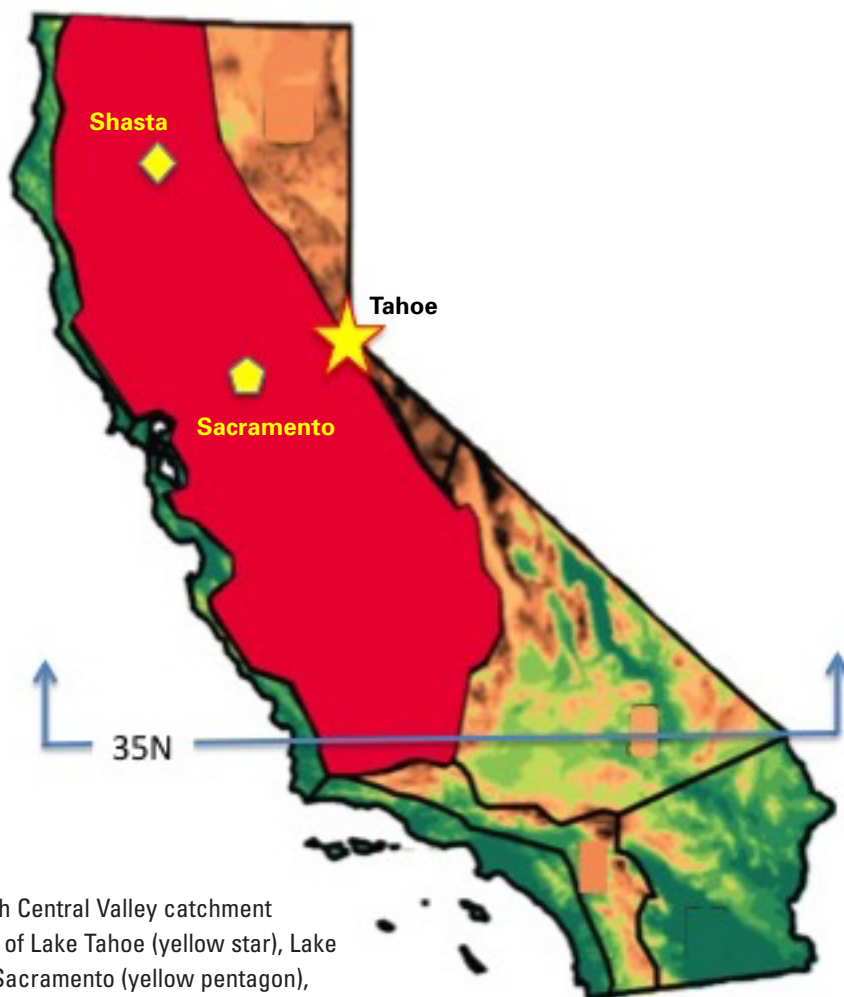 Shasta
Tahoe
Sacramento
35N
h Central Valley catchment
of Lake Tahoe (yellow star), Lake
Sacramento (yellow pentagon),